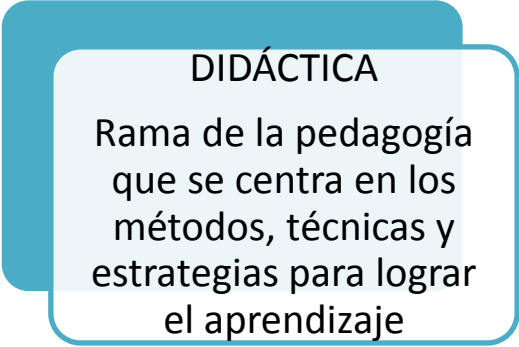 DIDÁCTICA
Rama de la pedagogía
que se centra en los
métodos, técnicas y
estrategias para lograr
el aprendizaje